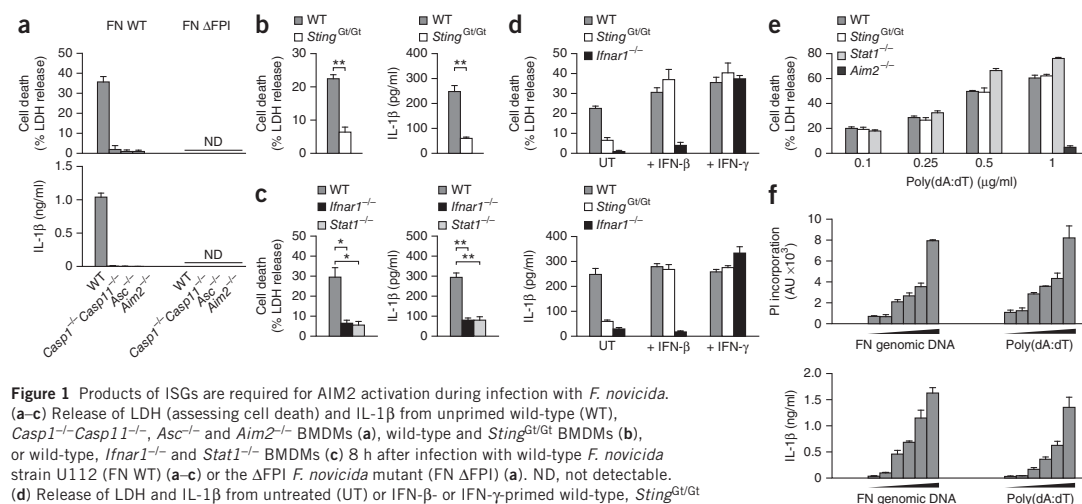 a
FN WT
FN ΔFPI
Cell death
(% LDH release)
50
40
30
20
10
0
ND
IL-1β (ng/ml)
1.5
1.0
0.5
0
ND
WT
Casp1–/–Casp11–/–
Asc–/–
Aim2–/–
WT
Casp1–/–Casp11–/–
Asc–/–
Aim2–/–
b
WT
StingGt/Gt
Cell death
(% LDH release)
50
40
30
20
10
0
**
WT
StingGt/Gt
IL-1β (pg/ml)
400
300
200
100
0
**
c
WT
Ifnar1–/–
Stat1–/–
Cell death
(% LDH release)
50
40
30
20
10
0
*
*
WT
Ifnar1–/–
Stat1–/–
IL-1β (pg/ml)
500
400
300
200
100
0
**
**
d
WT
StingGt/Gt
Ifnar1–/–
Cell death
(% LDH release)
50
40
30
20
10
0
UT
+ IFN-β
+ IFN-γ
WT
StingGt/Gt
Ifnar1–/–
IL-1β (pg/ml)
500
400
300
200
100
0
UT
+ IFN-β
+ IFN-γ
e
WT
StingGt/Gt
Stat1–/–
Aim2–/–
Cell death
(% LDH release)
80
60
40
20
0
0.1
0.25
0.5
1
Poly(dA:dT) (μg/ml)
f
PI incorporation
(AU ×10³)
10
8
6
4
2
0
FN genomic DNA
Poly(dA:dT)
IL-1β (ng/ml)
2.0
1.5
1.0
0.5
0
FN genomic DNA
Poly(dA:dT)
Figure 1 Products of ISGs are required for AIM2 activation during infection with F. novicida.
(a–c) Release of LDH (assessing cell death) and IL-1β from unprimed wild-type (WT),
Casp1–/–Casp11–/–, Asc–/– and Aim2–/– BMDMs (a), wild-type and StingGt/Gt BMDMs (b),
or wild-type, Ifnar1–/– and Stat1–/– BMDMs (c) 8 h after infection with wild-type F. novicida
strain U112 (FN WT) (a–c) or the ΔFPI F. novicida mutant (FN ΔFPI) (a). ND, not detectable.
(d) Release of LDH and IL-1β from untreated (UT) or IFN-β- or IFN-γ-primed wild-type, StingGt/Gt